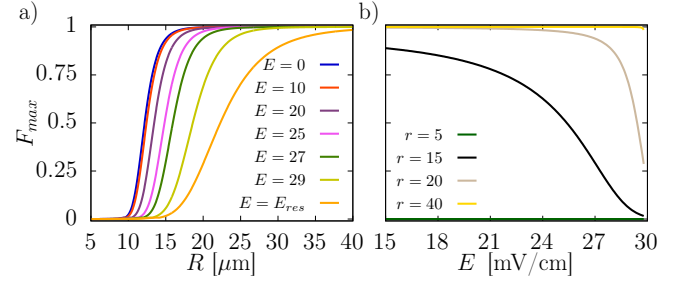 a)
F_max
1
0.75
0.5
0.25
0
E = 0
E = 10
E = 20
E = 25
E = 27
E = 29
E = E_res
5 10 15 20 25 30 35 40
R [μm]
b)
r = 5
r = 15
r = 20
r = 40
15 18 21 24 27 30
E [mV/cm]